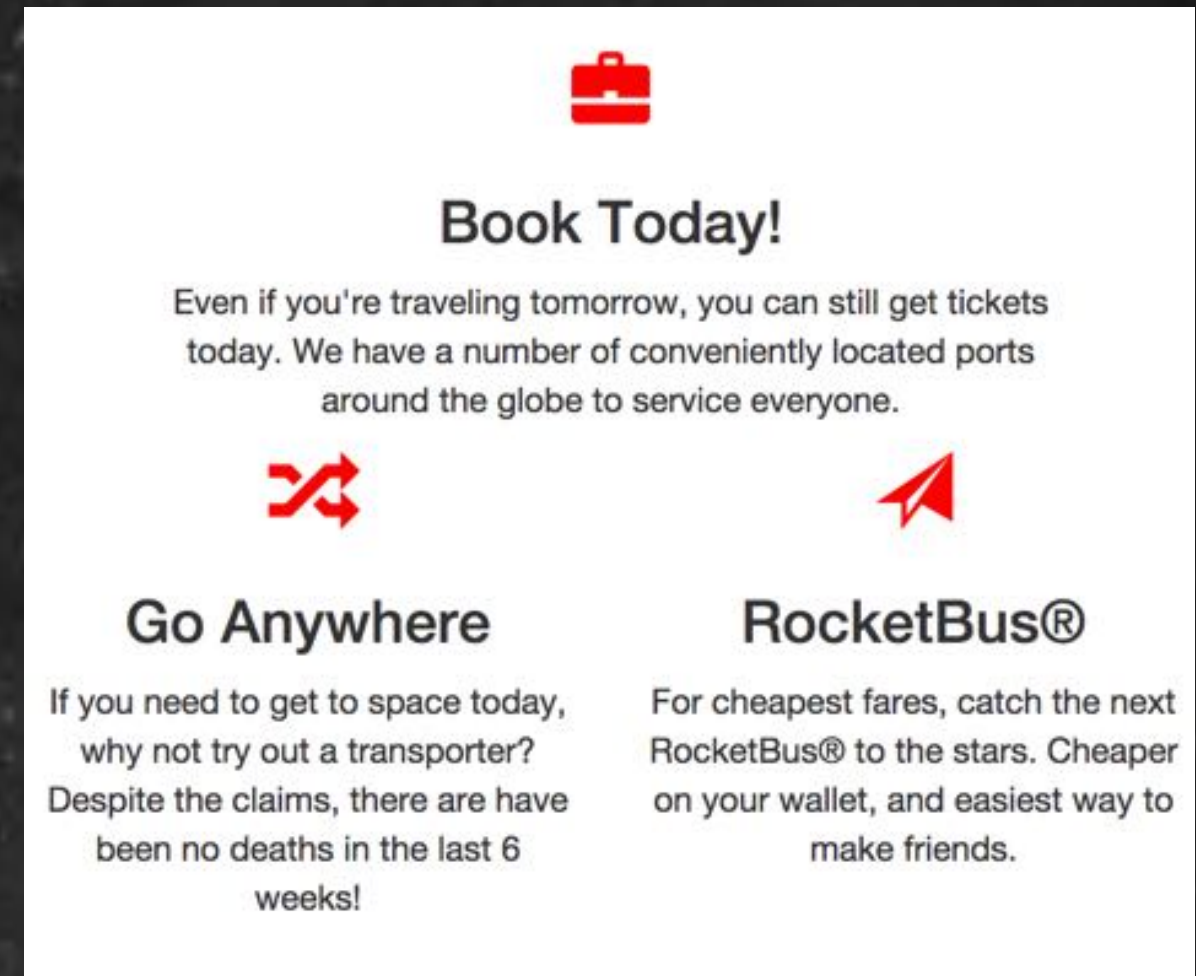 Book Today!
Even if you're traveling tomorrow, you can still get tickets
today. We have a number of conveniently located ports
around the globe to service everyone.
Go Anywhere
If you need to get to space today,
why not try out a transporter?
Despite the claims, there are have
been no deaths in the last 6
weeks!
RocketBus®
For cheapest fares, catch the next
RocketBus® to the stars. Cheaper
on your wallet, and easiest way to
make friends.